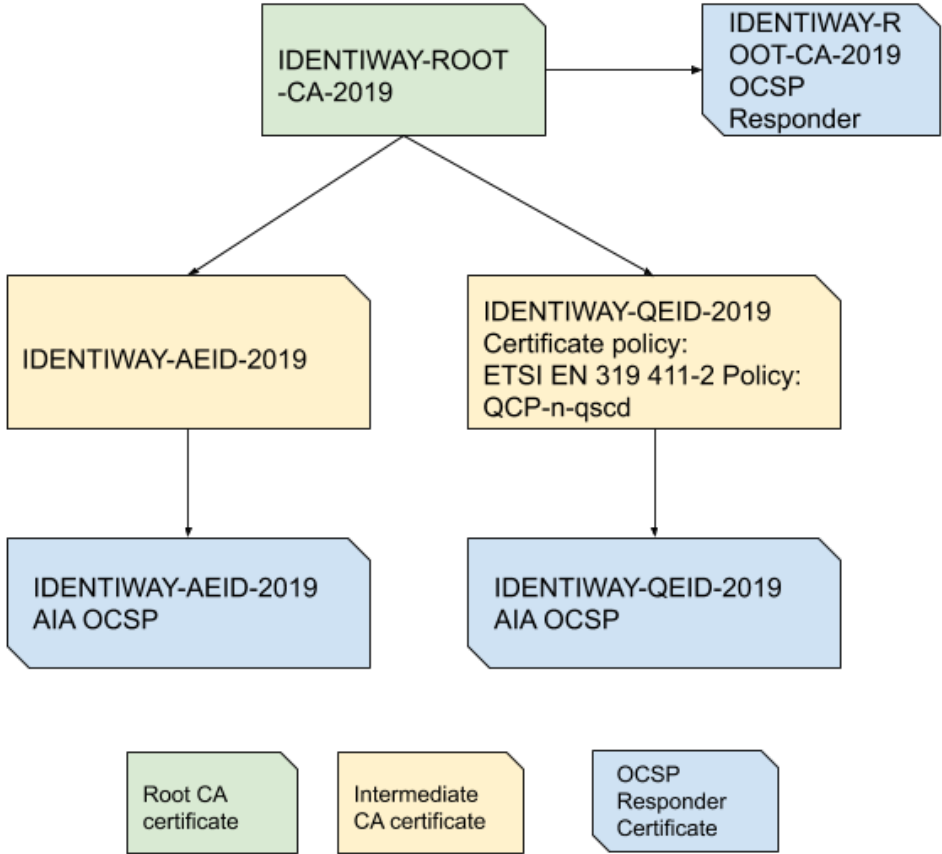 IDENTIWAY-ROOT
-CA-2019
IDENTIWAY-R
OOT-CA-2019
OCSP
Responder
IDENTIWAY-AEID-2019
IDENTIWAY-QEID-2019
Certificate policy:
ETSI EN 319 411-2 Policy:
QCP-n-qscd
IDENTIWAY-AEID-2019
AIA OCSP
IDENTIWAY-QEID-2019
AIA OCSP
Root CA
certificate
Intermediate
CA certificate
OCSP
Responder
Certificate